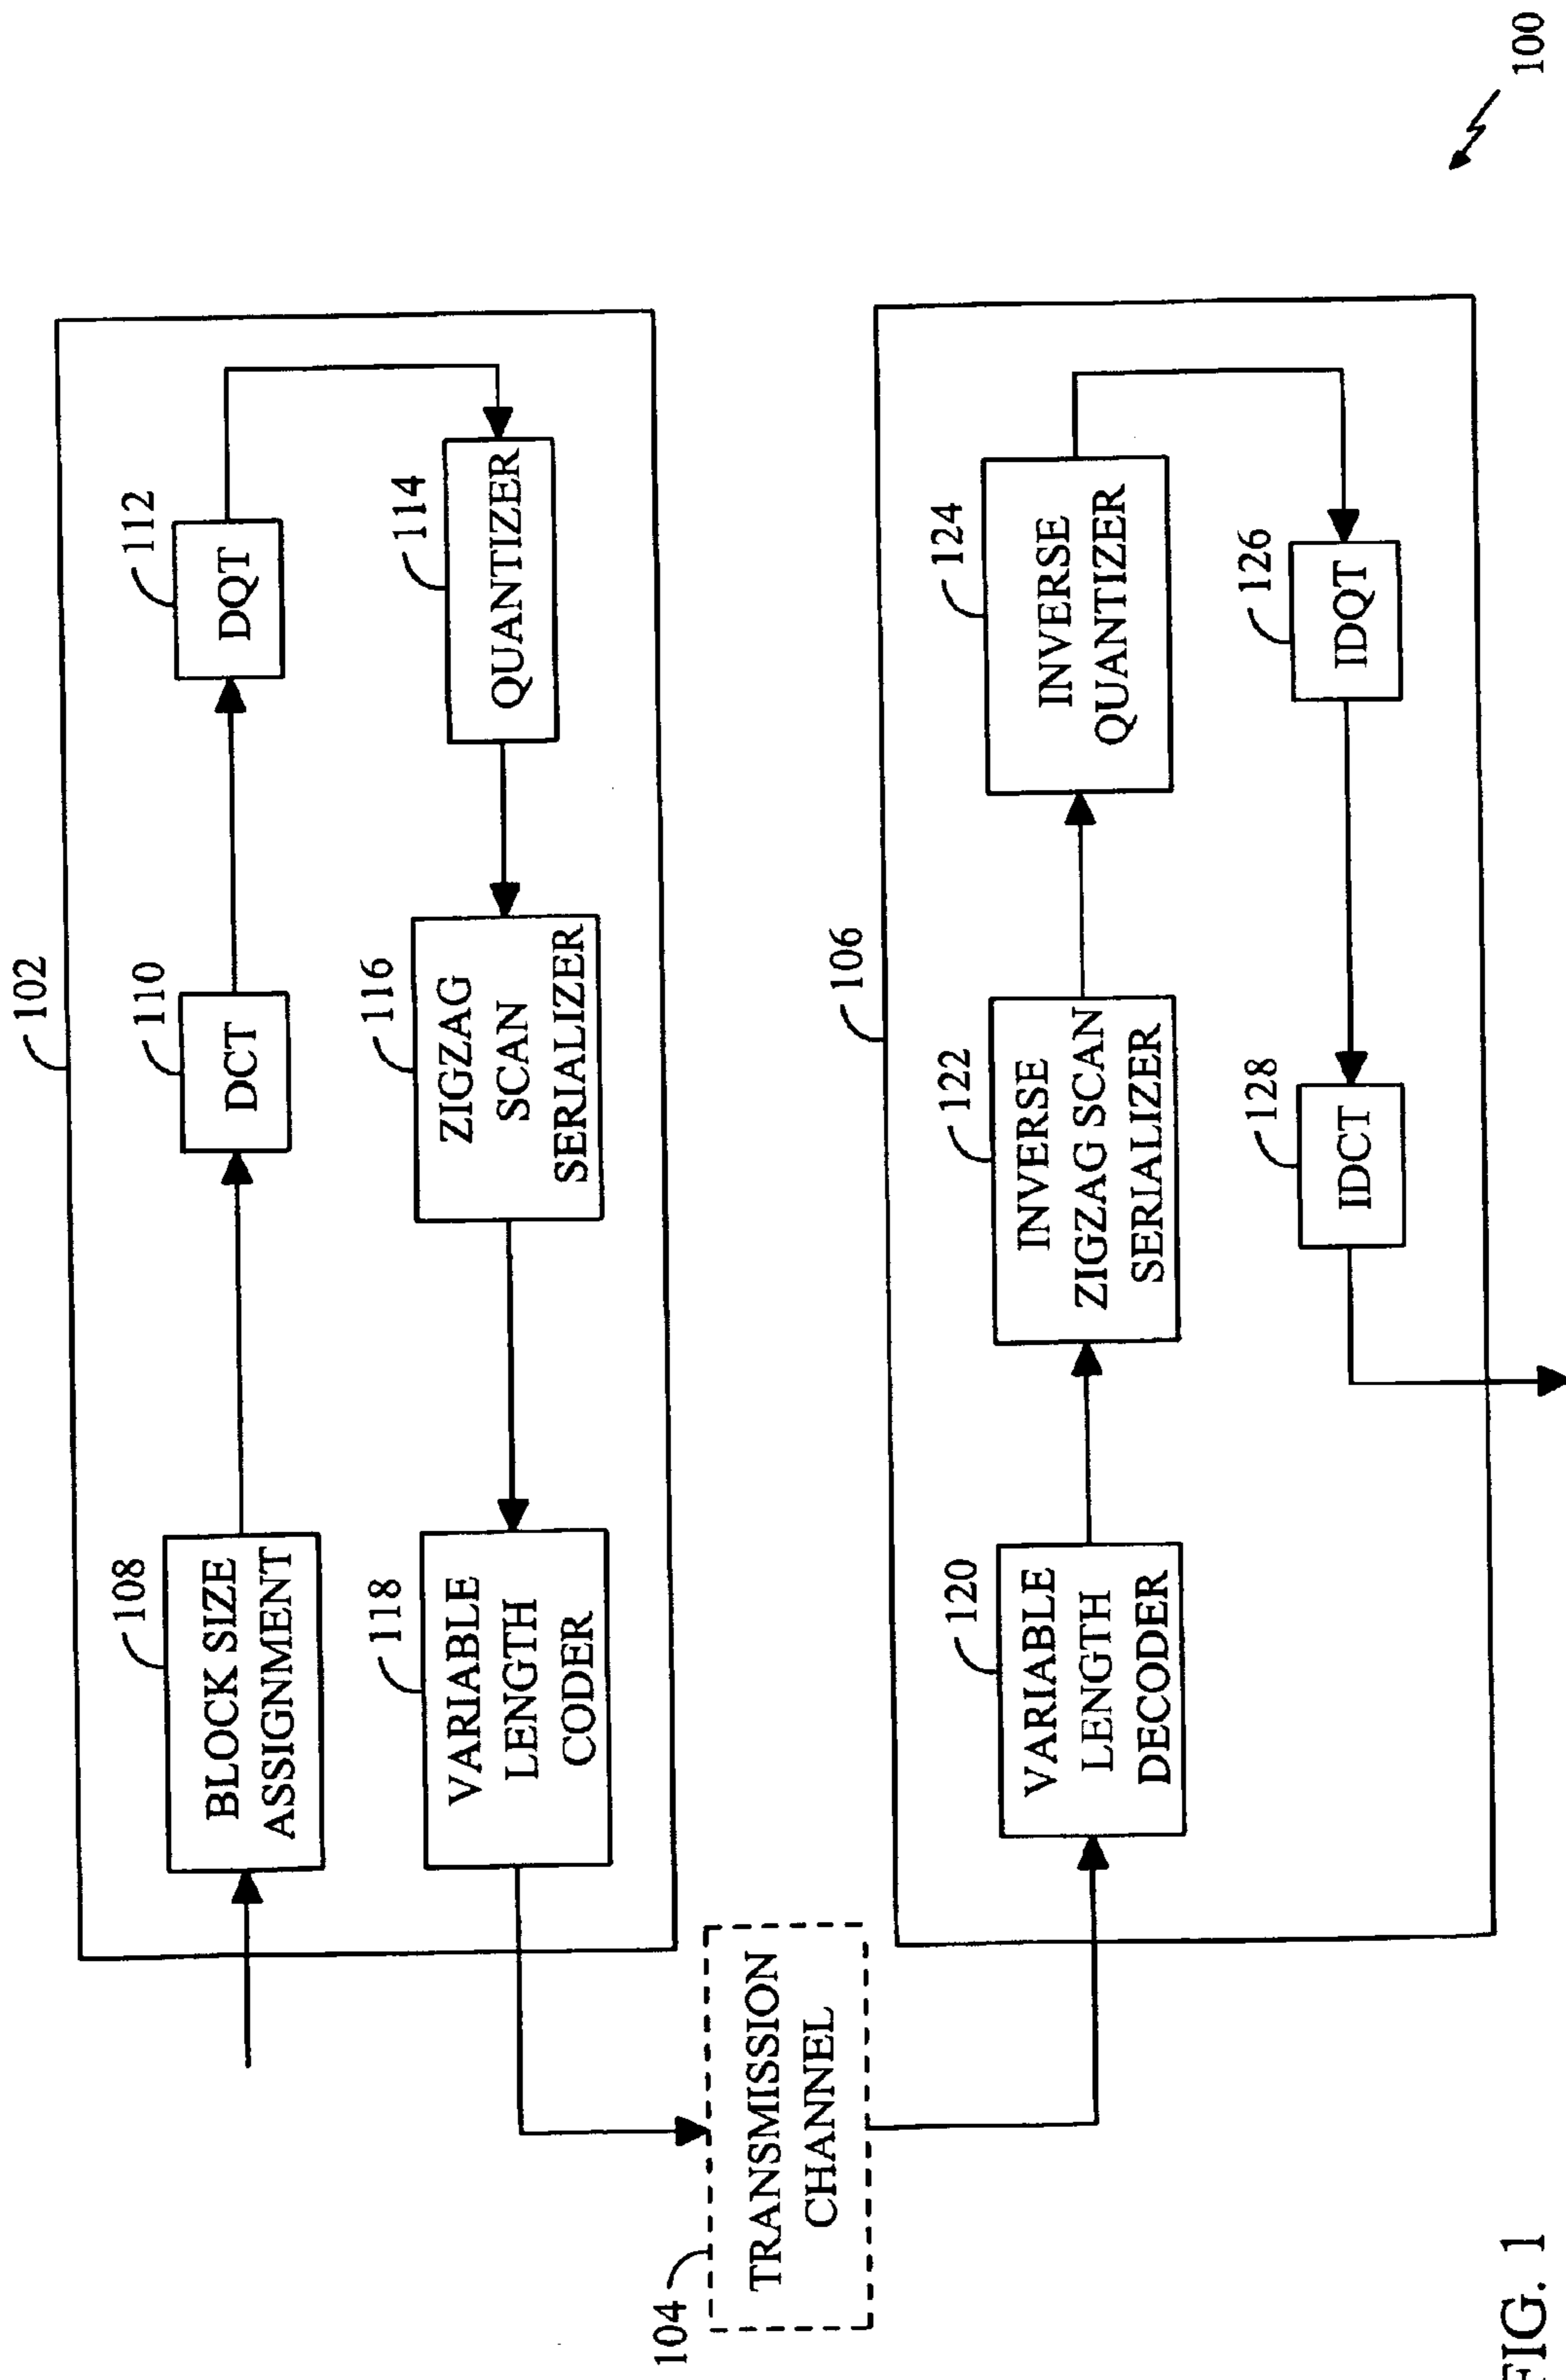 102
108
BLOCK SIZE
ASSIGNMENT
110
DCT
112
DQT
118
VARIABLE
LENGTH
CODER
116
ZIGZAG
SCAN
SERIALIZER
114
QUANTIZER
104
TRANSMISSION
CHANNEL
106
120
VARIABLE
LENGTH
DECODER
122
INVERSE
ZIGZAG SCAN
SERIALIZER
124
INVERSE
QUANTIZER
128
IDCT
126
IDQT
100
FIG. 1